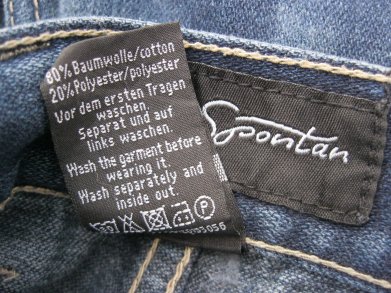 80% Baumwolle/cotton
20% Polyester/polyester
Vor dem ersten Tragen
waschen.
Separat und auf
links waschen.
Wash the garment before
wearing it.
Wash separately and
inside out.
Spontan